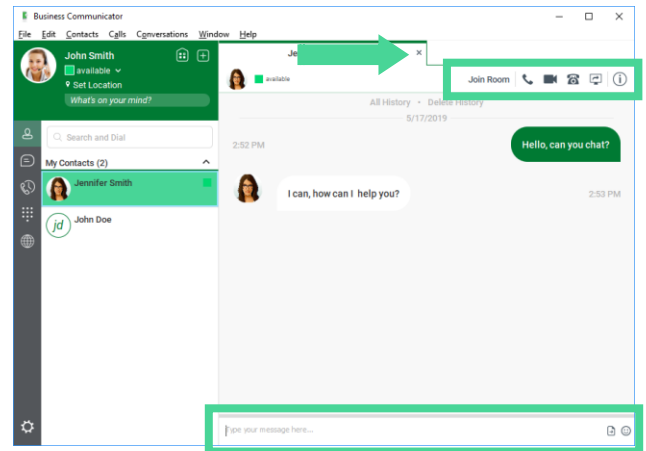 Business Communicator
File Edit Contacts Calls Conversations Window Help
John Smith
available
Set Location
What's on your mind?
Search and Dial
My Contacts (2)
Jennifer Smith
jd John Doe
Je
available
Join Room
All History • Delete History
5/17/2019
2:52 PM
Hello, can you chat?
I can, how can I help you?
2:53 PM
Type your message here...